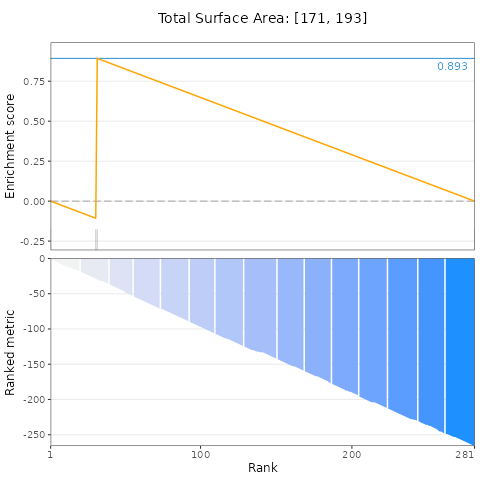 Total Surface Area: [171, 193]
0.893
0.75
0.50
0.25
0.00
-0.25
Enrichment score
0
-50
-100
-150
-200
-250
Ranked metric
1 100 200 281
Rank